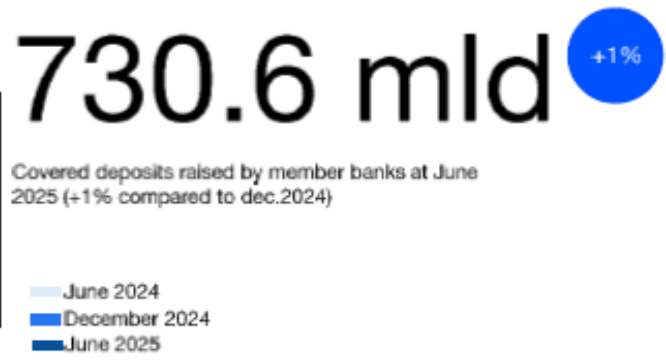 730.6 mld
+1%
Covered deposits raised by member banks at June
2025 (+1% compared to dec.2024)
June 2024
December 2024
June 2025